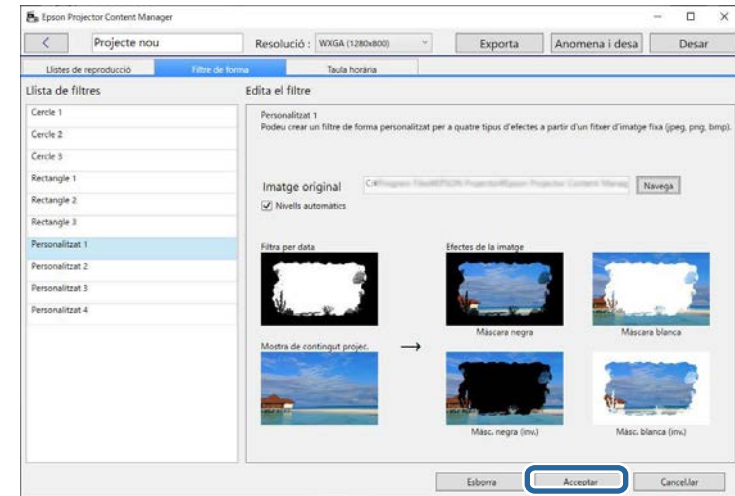 Epson Projector Content Manager
Projecte nou
Resolució : WXGA (1280x800)
Exporta
Anomena i desa
Desar
Llistes de reproducció
Filtre de forma
Taula horària
Llista de filtres
Cercle 1
Cercle 2
Cercle 3
Rectangle 1
Rectangle 2
Rectangle 3
Personalitzat 1
Personalitzat 2
Personalitzat 3
Personalitzat 4
Edita el filtre
Personalitzat 1
Podeu crear un filtre de forma personalitzat per a quatre tipus d'efectes a partir d'un fitxer d'imatge fixa (jpeg, png, bmp).
Imatge original
Navega
Nivells automàtics
Filtra per data
Efectes de la imatge
Màscara negra
Màscara blanca
Mostra de contingut projec.
Màsc. negra (inv.)
Màsc. blanca (inv.)
Esborra
Acceptar
Cancel.lar